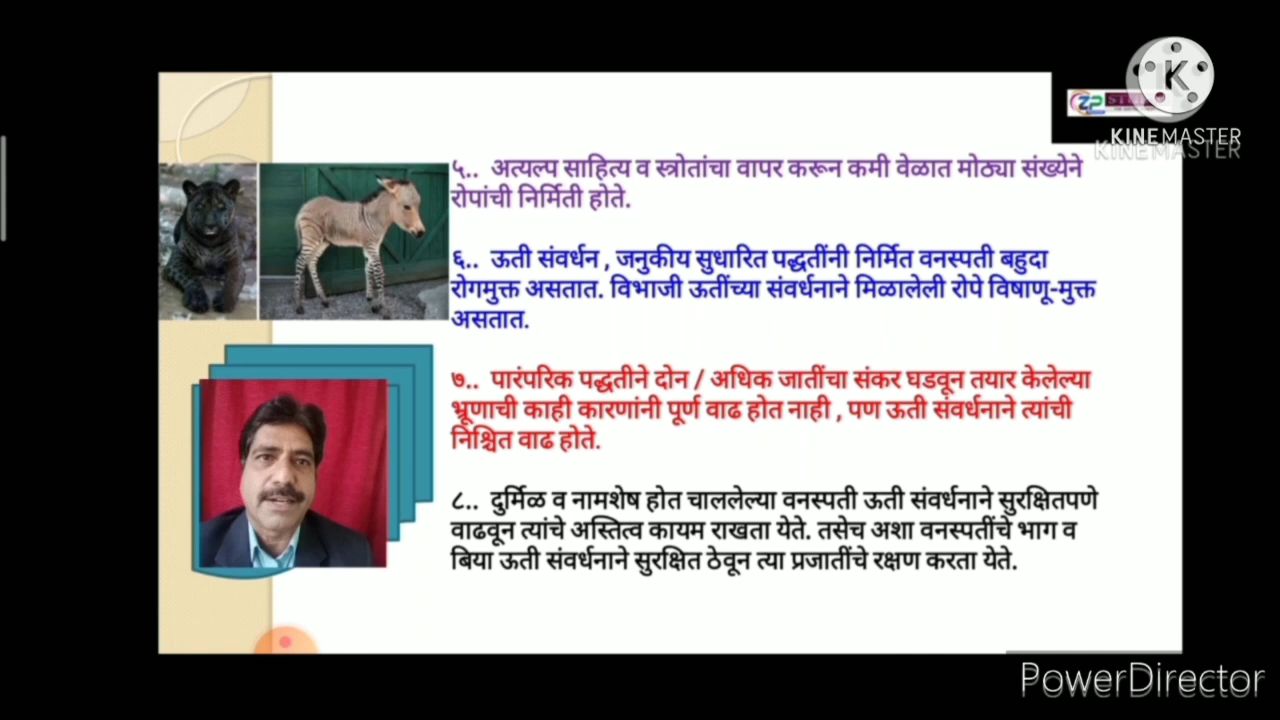 KINEMASTER
५.. अत्यल्प साहित्य व स्त्रोतांचा वापर करून कमी वेळात मोठ्या संख्येने
रोपांची निर्मिती होते.
६.. ऊती संवर्धन , जनुकीय सुधारित पद्धतींनी निर्मित वनस्पती बहुदा
रोगमुक्त असतात. विभाजी ऊतींच्या संवर्धनाने मिळालेली रोपे विषाणू-मुक्त
असतात.
७.. पारंपरिक पद्धतीने दोन / अधिक जातींचा संकर घडवून तयार केलेल्या
भ्रूणाची काही कारणांनी पूर्ण वाढ होत नाही , पण ऊती संवर्धनाने त्यांची
निश्चित वाढ होते.
८.. दुर्मिळ व नामशेष होत चाललेल्या वनस्पती ऊती संवर्धनाने सुरक्षितपणे
वाढवून त्यांचे अस्तित्व कायम राखता येते. तसेच अशा वनस्पतींचे भाग व
बिया ऊती संवर्धनाने सुरक्षित ठेवून त्या प्रजातींचे रक्षण करता येते.
PowerDirector